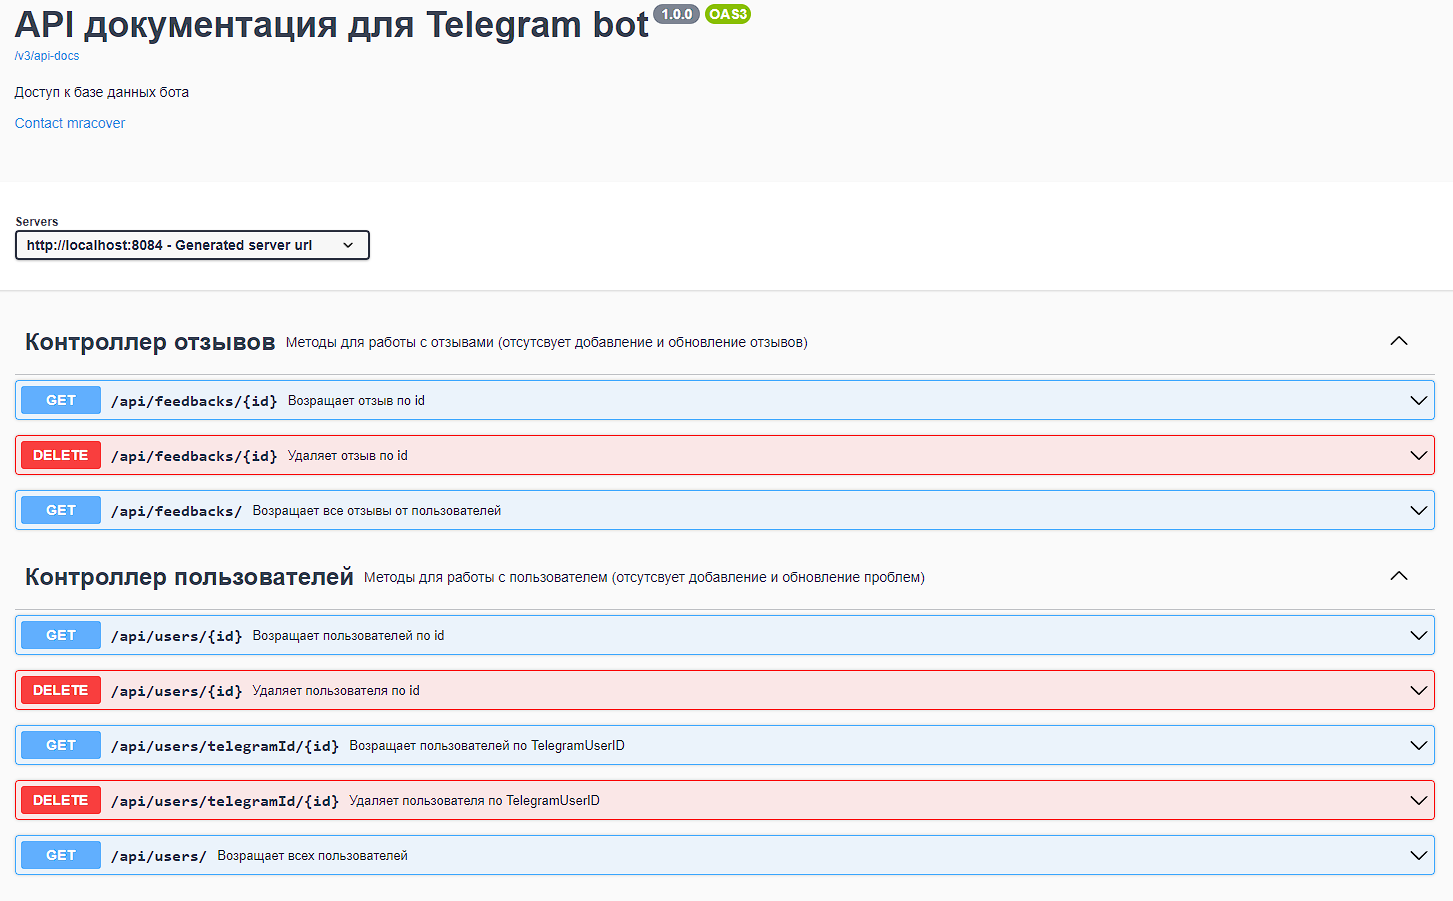 API документация для Telegram bot 1.0.0 OAS3
/v3/api-docs
Доступ к базе данных бота
Contact mracover
Servers
http://localhost:8084 - Generated server url
Контроллер отзывов Методы для работы с отзывами (отсутсвует добавление и обновление отзывов)
GET /api/feedbacks/{id} Возращает отзыв по id
DELETE /api/feedbacks/{id} Удаляет отзыв по id
GET /api/feedbacks/ Возращает все отзывы от пользователей
Контроллер пользователей Методы для работы с пользователем (отсутсвует добавление и обновление проблем)
GET /api/users/{id} Возращает пользователей по id
DELETE /api/users/{id} Удаляет пользователя по id
GET /api/users/telegramId/{id} Возращает пользователей по TelegramUserID
DELETE /api/users/telegramId/{id} Удаляет пользователя по TelegramUserID
GET /api/users/ Возращает всех пользователей